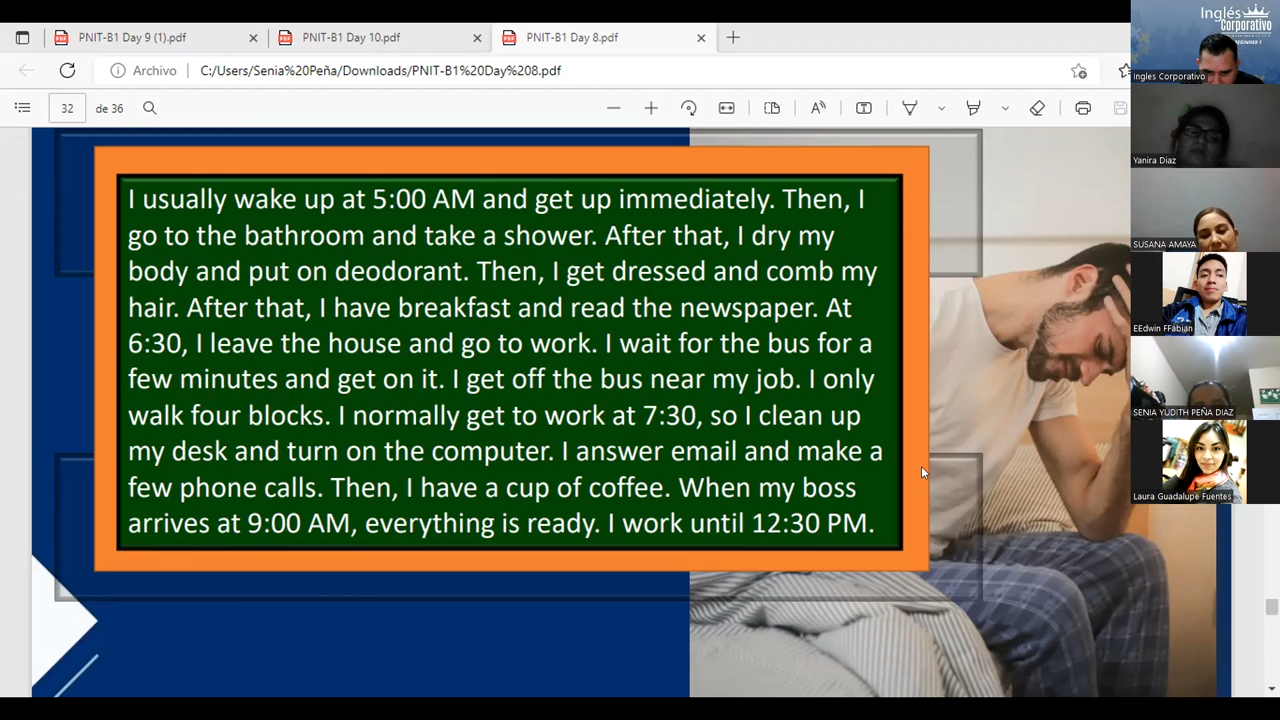 PNIT-B1 Day 9 (1).pdf
PNIT-B1 Day 10.pdf
PNIT-B1 Day 8.pdf
Archivo
C:/Users/Senia%20Peña/Downloads/PNIT-B1%20Day%208.pdf
32 de 36
I usually wake up at 5:00 AM and get up immediately. Then, I
go to the bathroom and take a shower. After that, I dry my
body and put on deodorant. Then, I get dressed and comb my
hair. After that, I have breakfast and read the newspaper. At
6:30, I leave the house and go to work. I wait for the bus for a
few minutes and get on it. I get off the bus near my job. I only
walk four blocks. I normally get to work at 7:30, so I clean up
my desk and turn on the computer. I answer email and make a
few phone calls. Then, I have a cup of coffee. When my boss
arrives at 9:00 AM, everything is ready. I work until 12:30 PM.
Inglés
Corporativo
Ingles Corporativo
Yanira Diaz
SUSANA AMAYA
EEdwin FFabian
SENIA YUDITH PEÑA DIAZ
Laura Guadalupe Fuentes